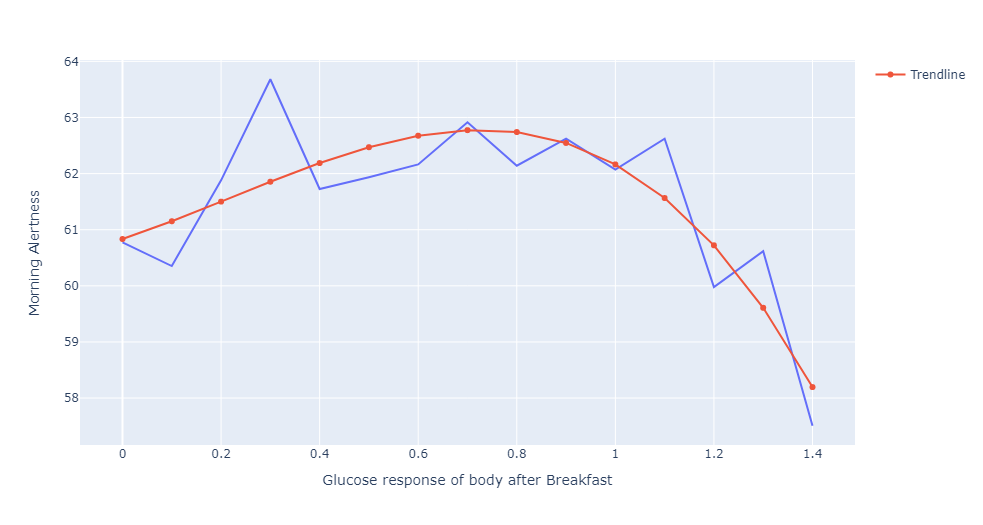 Trendline
64
63
62
61
60
59
58
Morning Alertness
0 0.2 0.4 0.6 0.8 1 1.2 1.4
Glucose response of body after Breakfast